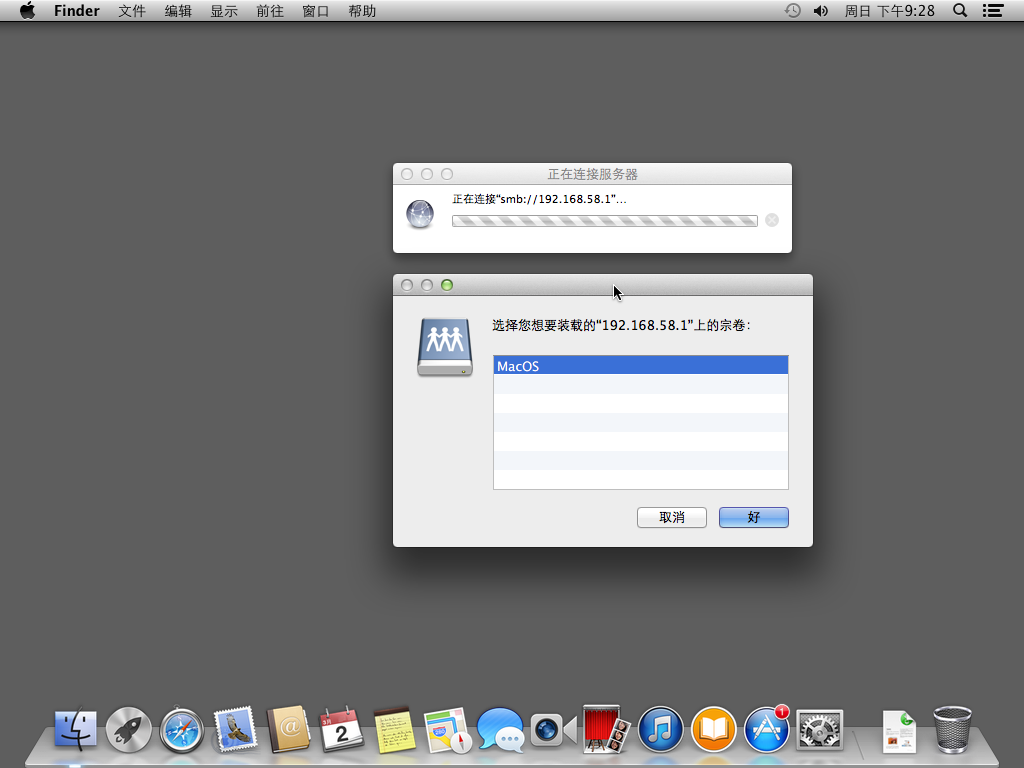 Finder 文件 编辑 显示 前往 窗口 帮助 周日 下午9:28
正在连接服务器
正在连接“smb://192.168.58.1”…
选择您想要装载的“192.168.58.1”上的宗卷：
MacOS
取消 好
3月
2
@
280
1